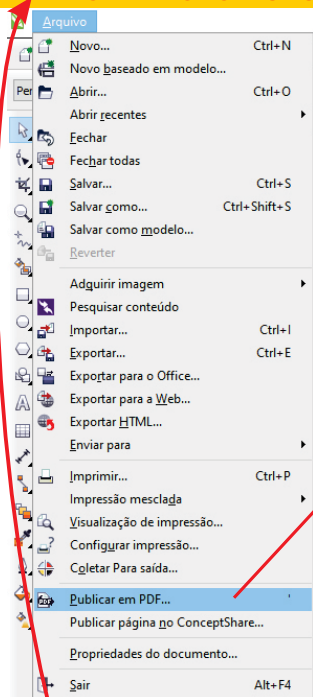 Arquivo
Novo... Ctrl+N
Novo baseado em modelo...
Per
Abrir... Ctrl+O
Abrir recentes
Fechar
Fechar todas
Salvar... Ctrl+S
Salvar como... Ctrl+Shift+S
Salvar como modelo...
Reverter
Adquirir imagem
Pesquisar conteúdo
Importar... Ctrl+I
Exportar... Ctrl+E
Exportar para o Office...
Exportar para a Web...
Exportar HTML...
Enviar para
Imprimir... Ctrl+P
Impressão mesclada
Visualização de impressão...
Configurar impressão...
Coletar Para saída...
Publicar em PDF... '
Publicar página no ConceptShare...
Propriedades do documento...
Sair Alt+F4